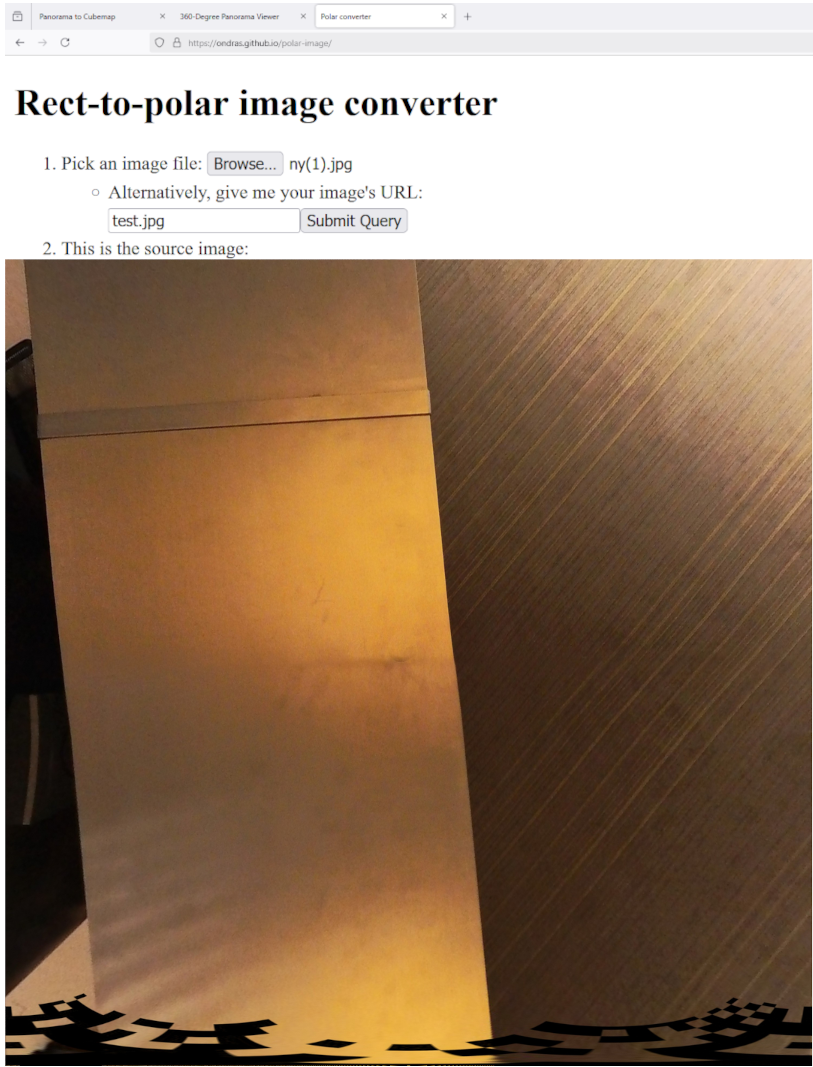 Panorama to Cubemap
360-Degree Panorama Viewer
Polar converter
https://ondras.github.io/polar-image/
Rect-to-polar image converter
1. Pick an image file: Browse... ny(1).jpg
Alternatively, give me your image's URL:
test.jpg Submit Query
2. This is the source image: